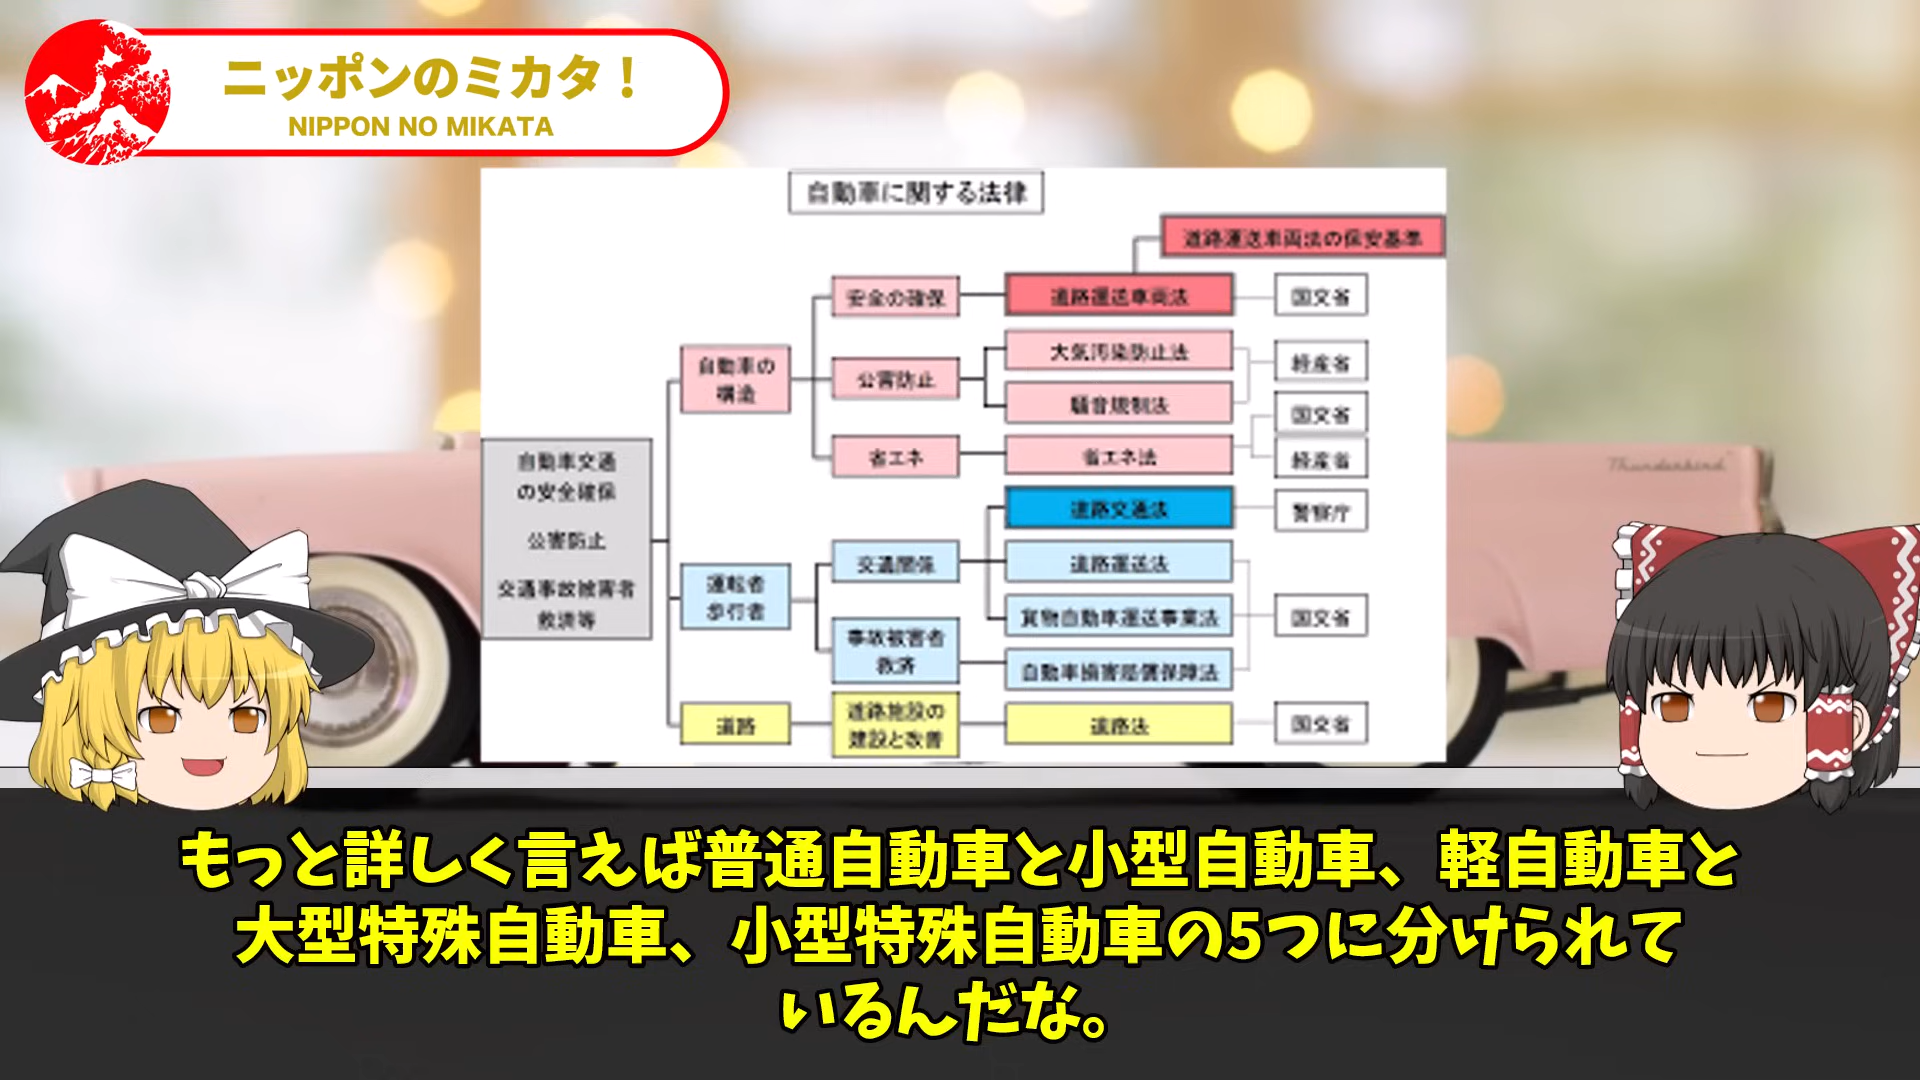 ニッポンのミカタ！
NIPPON NO MIKATA
自動車に関する法律
道路運送車両法の保安基準
安全の確保
道路運送車両法
国交省
自動車の
構造
公害防止
大気汚染防止法
騒音規制法
経産省
国交省
省エネ
省エネ法
経産省
自動車交通
の安全確保
公害防止
交通事故被害者
救済等
道路交通法
警察庁
運転者
歩行者
交通関係
道路運送法
貨物自動車運送事業法
国交省
事故被害者
救済
自動車損害賠償保障法
道路
道路施設の
建設と改善
道路法
国交省
Thunderbird
もっと詳しく言えば普通自動車と小型自動車、軽自動車と
大型特殊自動車、小型特殊自動車の5つに分けられて
いるんだな。